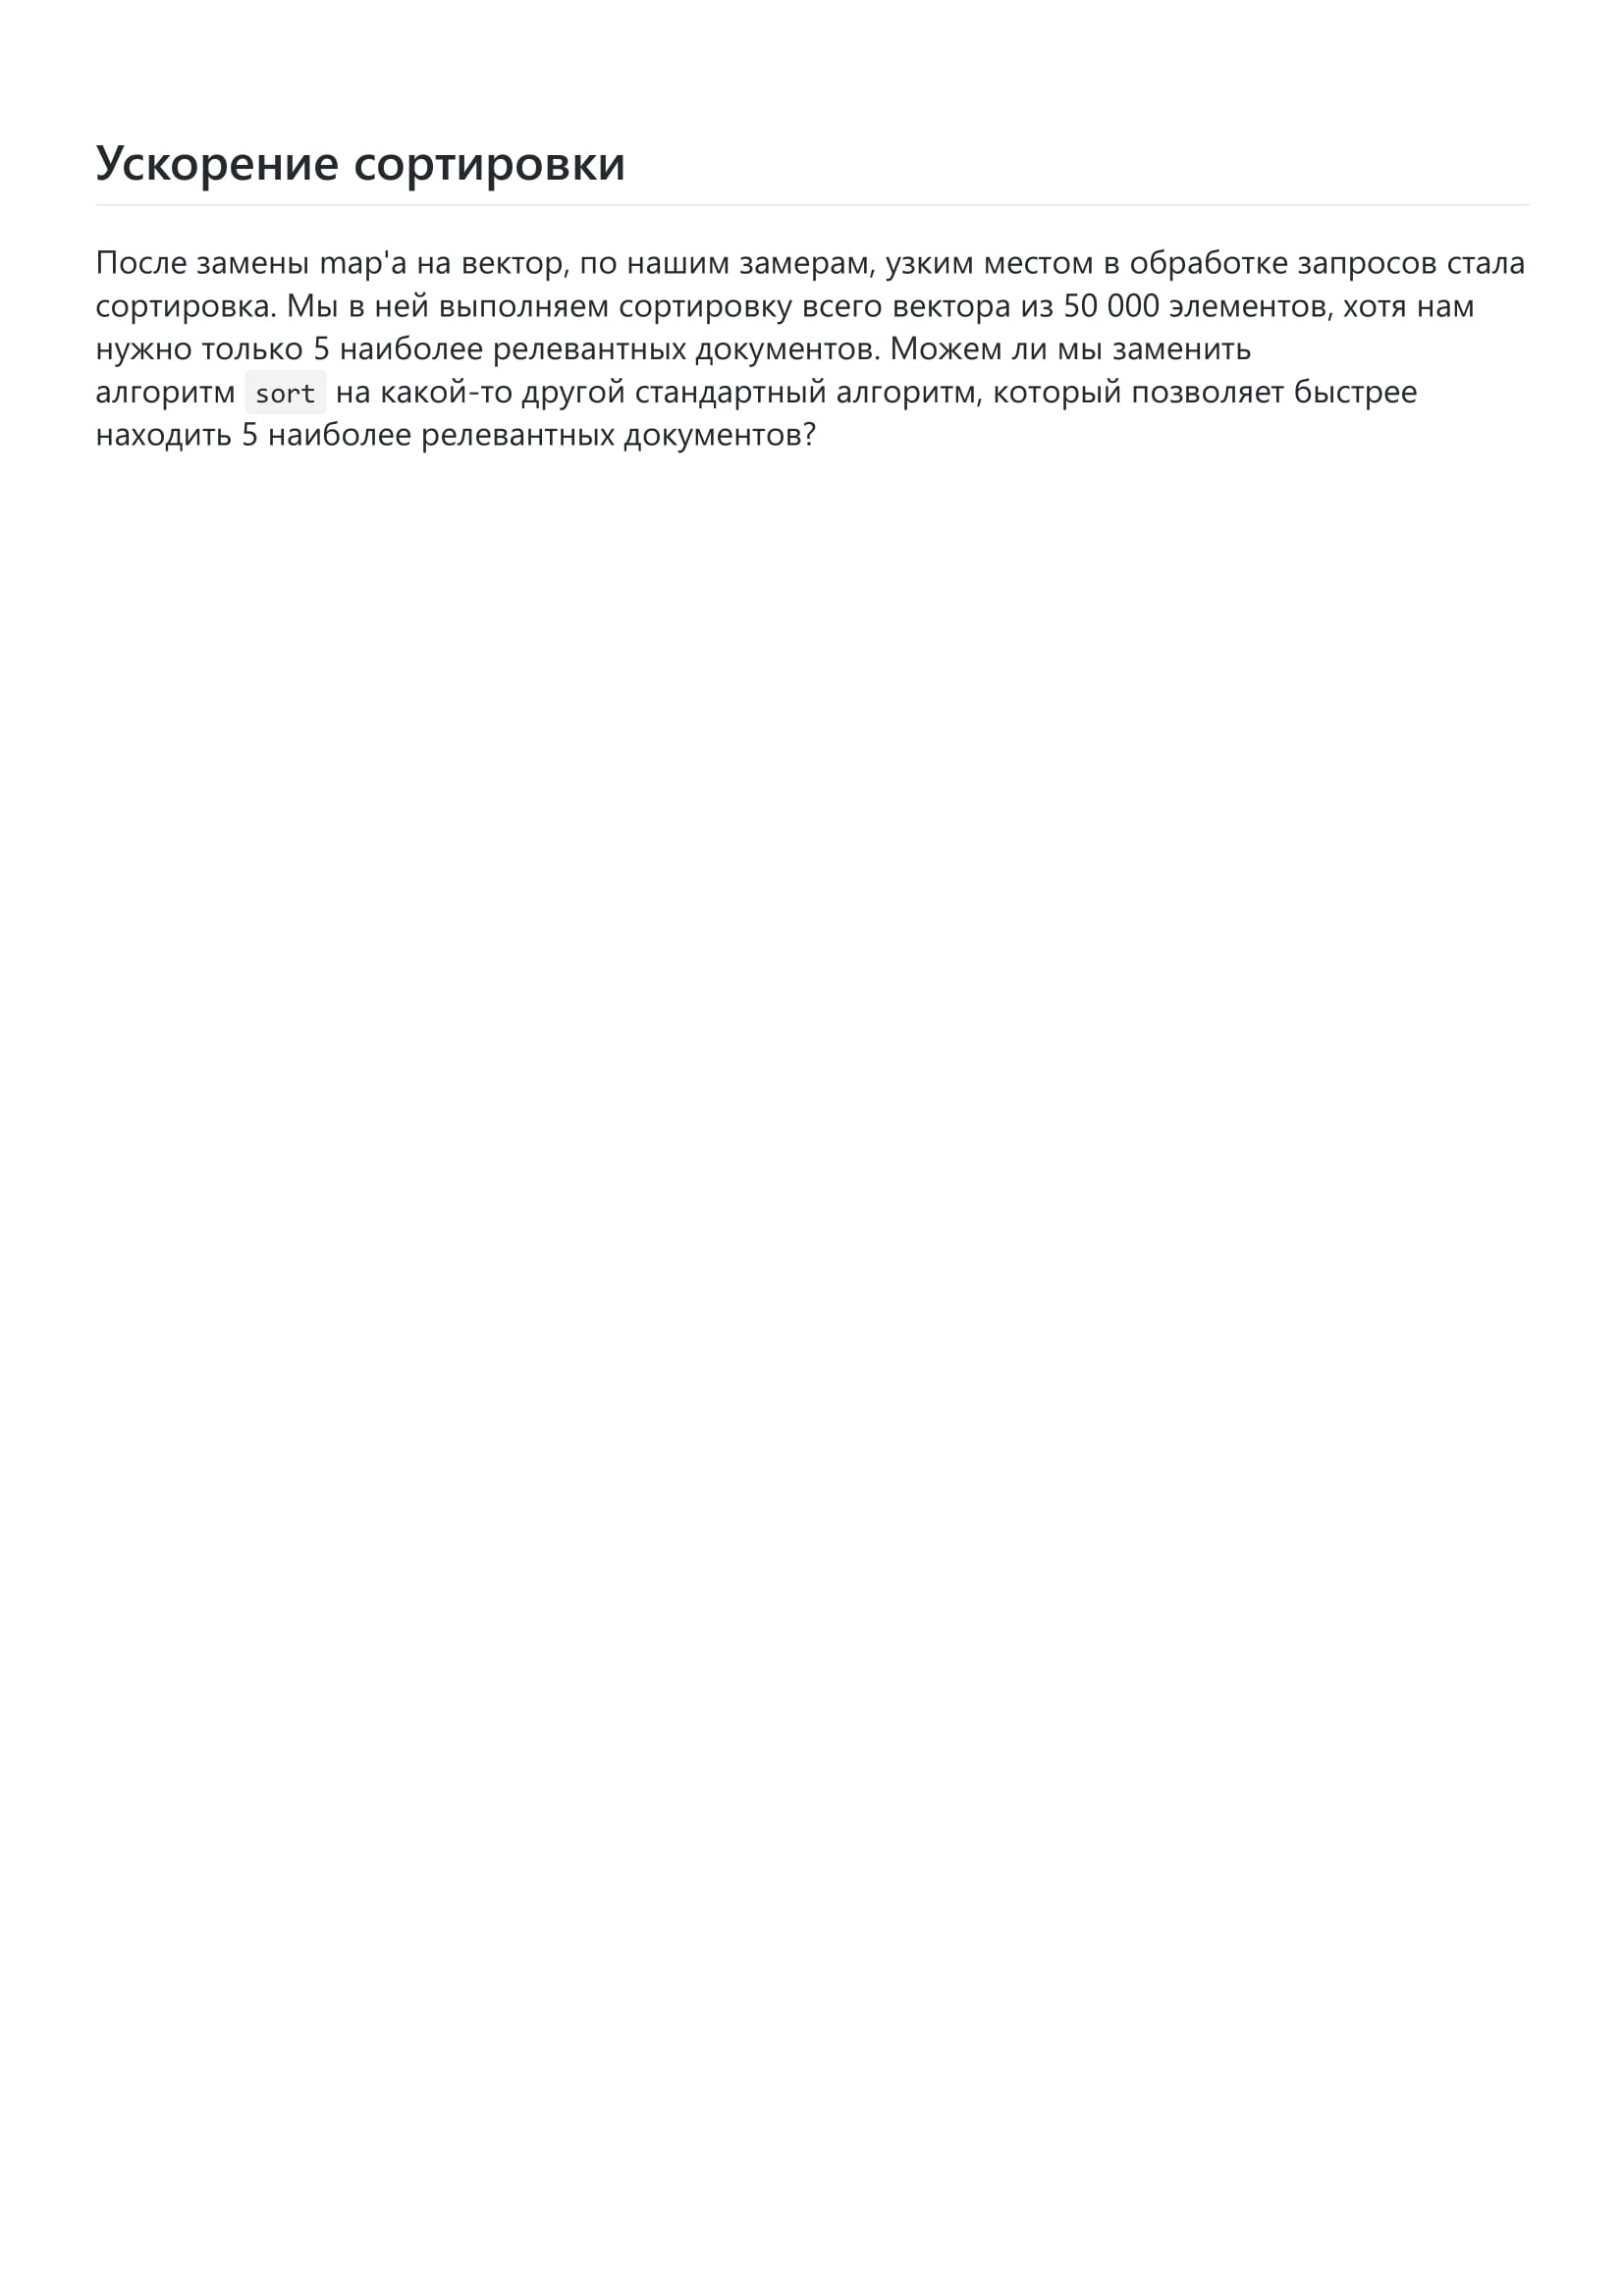 Ускорение сортировки
После замены map'а на вектор, по нашим замерам, узким местом в обработке запросов стала
сортировка. Мы в ней выполняем сортировку всего вектора из 50 000 элементов, хотя нам
нужно только 5 наиболее релевантных документов. Можем ли мы заменить
алгоритм sort на какой-то другой стандартный алгоритм, который позволяет быстрее
находить 5 наиболее релевантных документов?